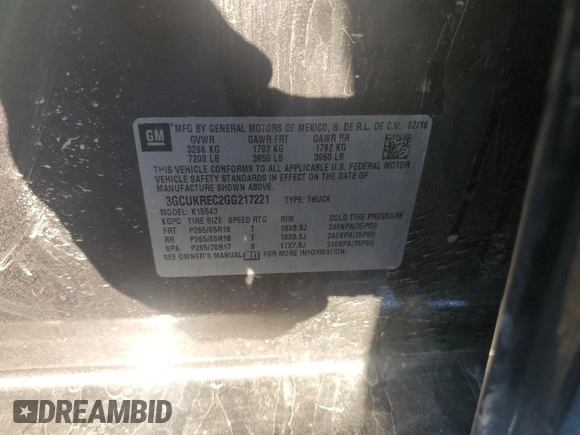 GM
MFG BY GENERAL MOTORS DE MEXICO, S. DE R.L. DE C.V. 02/16
GVWR GAWR FRT GAWR RR
3266 KG 1792 KG 1792 KG
7200 LB 3950 LB 3950 LB
THIS VEHICLE CONFORMS TO ALL APPLICABLE U.S. FEDERAL MOTOR
VEHICLE SAFETY STANDARDS IN EFFECT ON THE DATE OF
MANUFACTURE SHOWN ABOVE.
3GCUKREC2GG217221 TYPE: TRUCK
MODEL: K15543
KGPD TIRE SIZE SPEED RTG RIM COLD TIRE PRESSURE
FRT P265/65R18 T 18X8.5J 240KPA(35PSI)
RR P265/65R18 T 18X8.5J 240KPA(35PSI)
SPA P265/70R17 S 17X7.5J 240KPA(35PSI)
SEE OWNER'S MANUAL FOR MORE INFORMATION.
DREAMBID